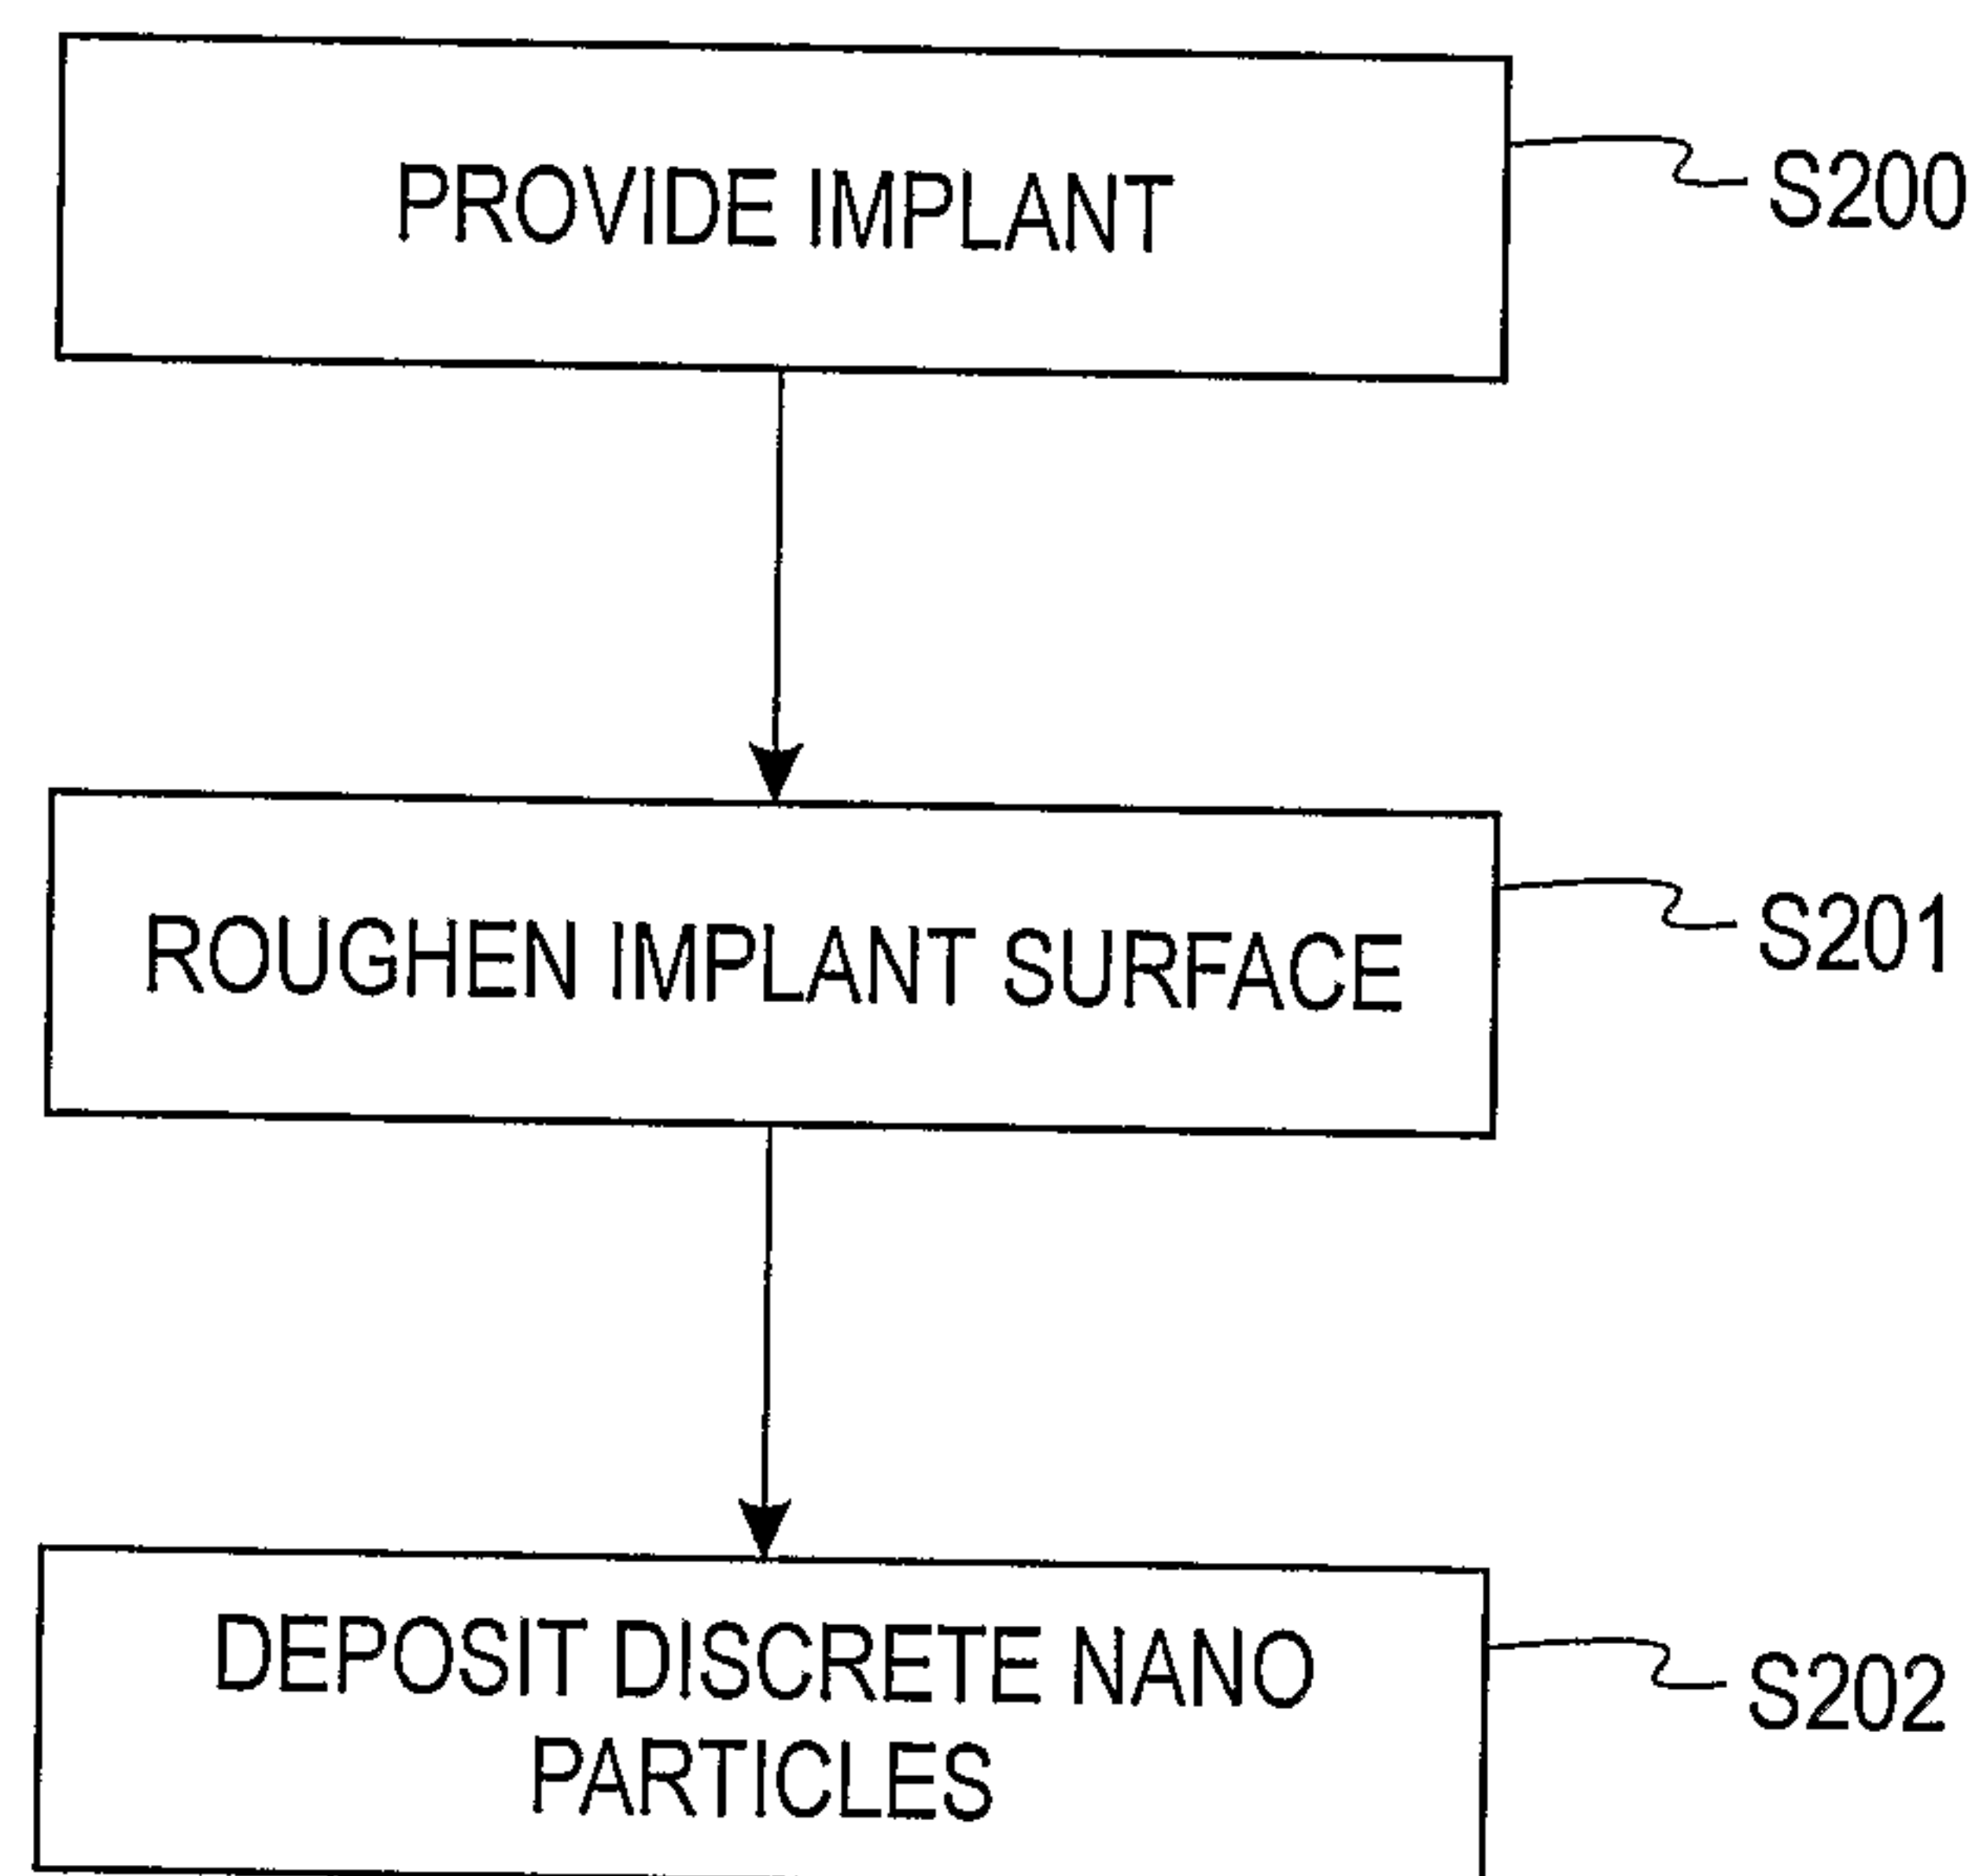 PROVIDE IMPLANT
S200
ROUGHEN IMPLANT SURFACE
S201
DEPOSIT DISCRETE NANO
PARTICLES
S202